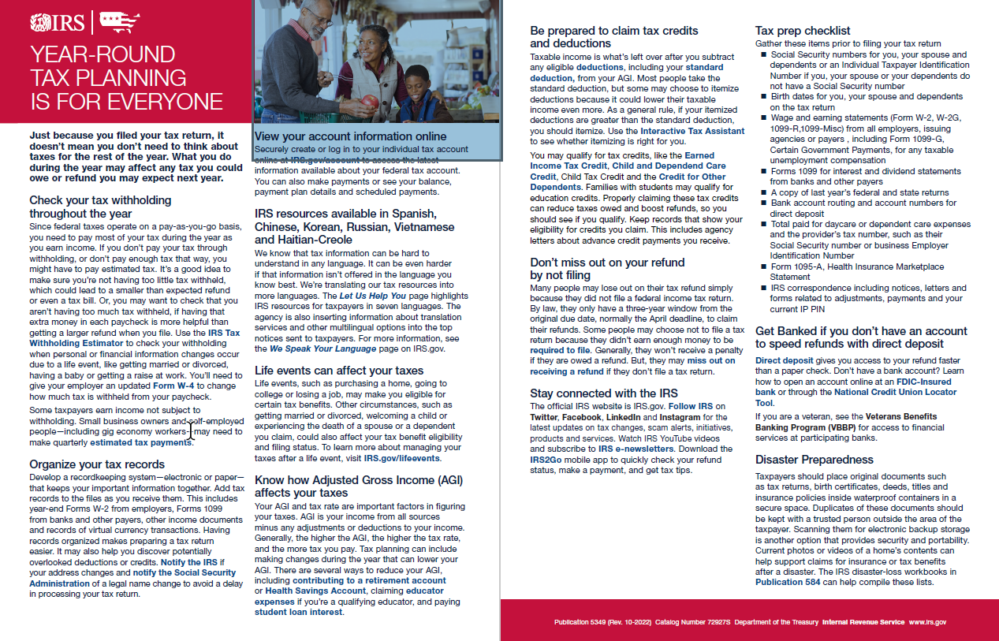 IRS
YEAR-ROUND
TAX PLANNING
IS FOR EVERYONE
Just because you filed your tax return, it
doesn't mean you don't need to think about
taxes for the rest of the year. What you do
during the year may affect any tax you could
owe or refund you may expect next year.
Check your tax withholding
throughout the year
Since federal taxes operate on a pay-as-you-go basis,
you need to pay most of your tax during the year as
you earn income. If you don't pay your tax through
withholding, or don't pay enough tax that way, you
might have to pay estimated tax. It's a good idea to
make sure you're not having too little tax withheld,
which could lead to a smaller than expected refund
or even a tax bill. Or, you may want to check that you
aren't having too much tax withheld, if having that
extra money in each paycheck is more helpful than
getting a larger refund when you file. Use the IRS Tax
Withholding Estimator to check your withholding
when personal or financial information changes occur
due to a life event, like getting married or divorced,
having a baby or getting a raise at work. You'll need to
give your employer an updated Form W-4 to change
how much tax is withheld from your paycheck.
Some taxpayers earn income not subject to
withholding. Small business owners and self-employed
people—including gig economy workers—may need to
make quarterly estimated tax payments.
Organize your tax records
Develop a recordkeeping system—electronic or paper—
that keeps your important information together. Add tax
records to the files as you receive them. This includes
year-end Forms W-2 from employers, Forms 1099
from banks and other payers, other income documents
and records of virtual currency transactions. Having
records organized makes preparing a tax return
easier. It may also help you discover potentially
overlooked deductions or credits. Notify the IRS if
your address changes and notify the Social Security
Administration of a legal name change to avoid a delay
in processing your tax return.
View your account information online
Securely create or log in to your individual tax account
online at IRS.gov/account to access the latest
information available about your federal tax account.
You can also make payments or see your balance,
payment plan details and scheduled payments.
IRS resources available in Spanish,
Chinese, Korean, Russian, Vietnamese
and Haitian-Creole
We know that tax information can be hard to
understand in any language. It can be even harder
if that information isn't offered in the language you
know best. We're translating our tax resources into
more languages. The Let Us Help You page highlights
IRS resources for taxpayers in seven languages. The
agency is also inserting information about translation
services and other multilingual options into the top
notices sent to taxpayers. For more information, see
the We Speak Your Language page on IRS.gov.
Life events can affect your taxes
Life events, such as purchasing a home, going to
college or losing a job, may make you eligible for
certain tax benefits. Other circumstances, such as
getting married or divorced, welcoming a child or
experiencing the death of a spouse or a dependent
you claim, could also affect your tax benefit eligibility
and filing status. To learn more about managing your
taxes after a life event, visit IRS.gov/lifeevents.
Know how Adjusted Gross Income (AGI)
affects your taxes
Your AGI and tax rate are important factors in figuring
your taxes. AGI is your income from all sources
minus any adjustments or deductions to your income.
Generally, the higher the AGI, the higher the tax rate,
and the more tax you pay. Tax planning can include
making changes during the year that can lower your
AGI. There are several ways to reduce your AGI,
including contributing to a retirement account
or Health Savings Account, claiming educator
expenses if you're a qualifying educator, and paying
student loan interest.
Be prepared to claim tax credits
and deductions
Taxable income is what's left over after you subtract
any eligible deductions, including your standard
deduction, from your AGI. Most people take the
standard deduction, but some may choose to itemize
deductions because it could lower their taxable
income even more. As a general rule, if your itemized
deductions are greater than the standard deduction,
you should itemize. Use the Interactive Tax Assistant
to see whether itemizing is right for you.
You may qualify for tax credits, like the Earned
Income Tax Credit, Child and Dependend Care
Credit, Child Tax Credit and the Credit for Other
Dependents. Families with students may qualify for
education credits. Properly claiming these tax credits
can reduce taxes owed and boost refunds, so you
should see if you qualify. Keep records that show your
eligibility for credits you claim. This includes agency
letters about advance credit payments you receive.
Don't miss out on your refund
by not filing
Many people may lose out on their tax refund simply
because they did not file a federal income tax return.
By law, they only have a three-year window from the
original due date, normally the April deadline, to claim
their refunds. Some people may choose not to file a tax
return because they didn't earn enough money to be
required to file. Generally, they won't receive a penalty
if they are owed a refund. But, they may miss out on
receiving a refund if they don't file a tax return.
Stay connected with the IRS
The official IRS website is IRS.gov. Follow IRS on
Twitter, Facebook, LinkedIn and Instagram for the
latest updates on tax changes, scam alerts, initiatives,
products and services. Watch IRS YouTube videos
and subscribe to IRS e-newsletters. Download the
IRS2Go mobile app to quickly check your refund
status, make a payment, and get tax tips.
Tax prep checklist
Gather these items prior to filing your tax return
■ Social Security numbers for you, your spouse and
dependents or an Individual Taxpayer Identification
Number if you, your spouse or your dependents do
not have a Social Security number
■ Birth dates for you, your spouse and dependents
on the tax return
■ Wage and earning statements (Form W-2, W-2G,
1099-R,1099-Misc) from all employers, issuing
agencies or payers , including Form 1099-G,
Certain Government Payments, for any taxable
unemployment compensation
■ Forms 1099 for interest and dividend statements
from banks and other payers
■ A copy of last year's federal and state returns
■ Bank account routing and account numbers for
direct deposit
■ Total paid for daycare or dependent care expenses
and the provider's tax number, such as their
Social Security number or business Employer
Identification Number
■ Form 1095-A, Health Insurance Marketplace
Statement
■ IRS correspondence including notices, letters and
forms related to adjustments, payments and your
current IP PIN
Get Banked if you don't have an account
to speed refunds with direct deposit
Direct deposit gives you access to your refund faster
than a paper check. Don't have a bank account? Learn
how to open an account online at an FDIC-Insured
bank or through the National Credit Union Locator
Tool.
If you are a veteran, see the Veterans Benefits
Banking Program (VBBP) for access to financial
services at participating banks.
Disaster Preparedness
Taxpayers should place original documents such
as tax returns, birth certificates, deeds, titles and
insurance policies inside waterproof containers in a
secure space. Duplicates of these documents should
be kept with a trusted person outside the area of the
taxpayer. Scanning them for electronic backup storage
is another option that provides security and portability.
Current photos or videos of a home's contents can
help support claims for insurance or tax benefits
after a disaster. The IRS disaster-loss workbooks in
Publication 584 can help compile these lists.
Publication 5349 (Rev. 10-2022) Catalog Number 72927S Department of the Treasury Internal Revenue Service www.irs.gov